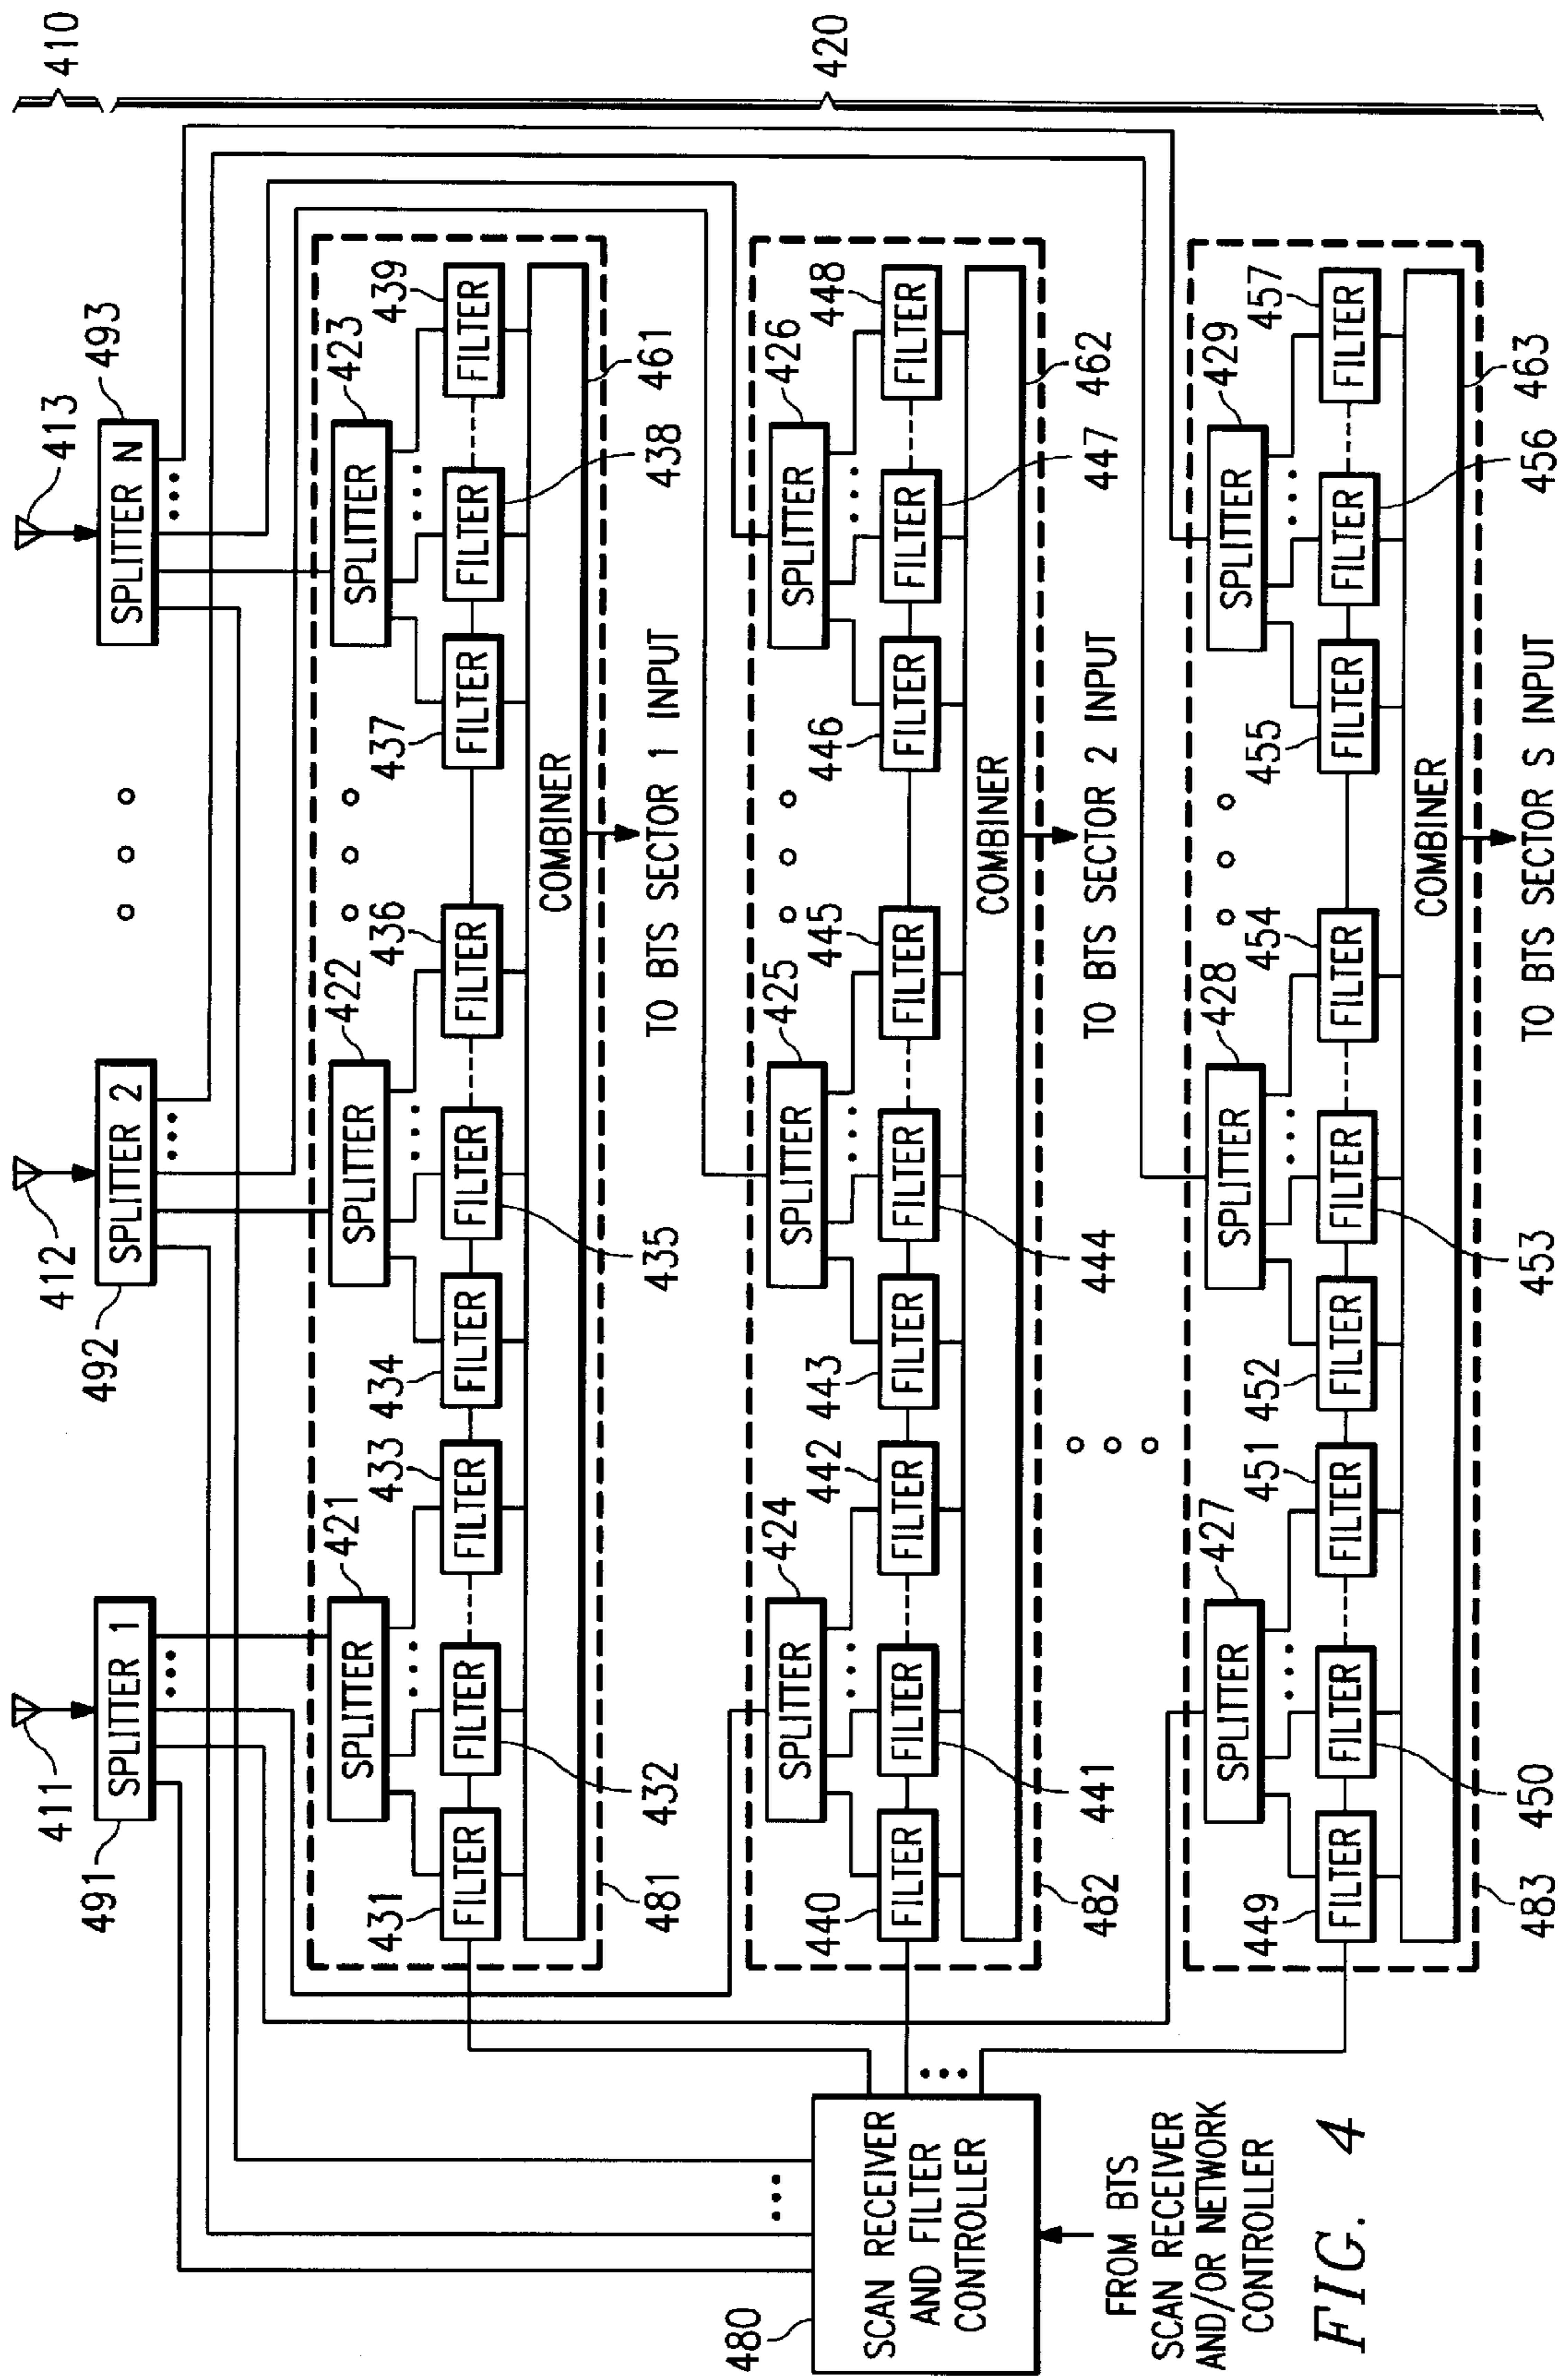 410
420
411
412
413
491
SPLITTER 1
492
SPLITTER 2
SPLITTER N
493
SPLITTER
421
SPLITTER
422
SPLITTER
423
431
FILTER
FILTER
432
FILTER
433
434
FILTER
FILTER
435
FILTER
436
437
FILTER
FILTER
438
FILTER
439
COMBINER
461
481
TO BTS SECTOR 1 INPUT
SPLITTER
424
SPLITTER
425
SPLITTER
426
440
FILTER
FILTER
441
FILTER
442
443
FILTER
FILTER
444
FILTER
445
446
FILTER
FILTER
447
FILTER
448
COMBINER
462
482
TO BTS SECTOR 2 INPUT
SPLITTER
427
SPLITTER
428
SPLITTER
429
449
FILTER
FILTER
450
FILTER
451
452
FILTER
FILTER
453
FILTER
454
455
FILTER
FILTER
456
FILTER
457
COMBINER
463
483
TO BTS SECTOR S INPUT
480
SCAN RECEIVER
AND FILTER
CONTROLLER
FROM BTS
SCAN RECEIVER
AND/OR NETWORK
CONTROLLER
FIG. 4